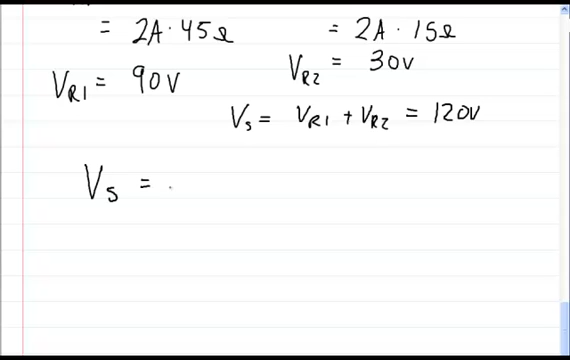 = 2A · 45Ω
= 2A · 15Ω
VR1 = 90V
VR2 = 30V
Vs = VR1 + VR2 = 120V
Vs =